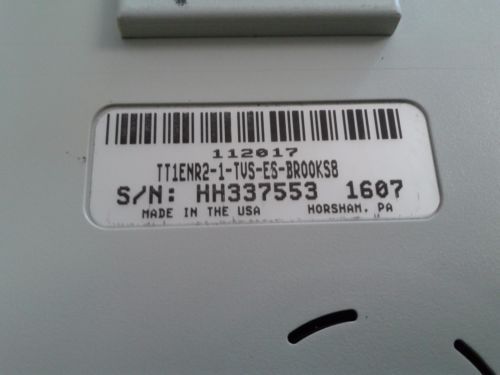 112017
TT1ENR2-1-TVS-ES-BROOKS8
S/N: HH337553 1607
MADE IN THE USA HORSHAM, PA